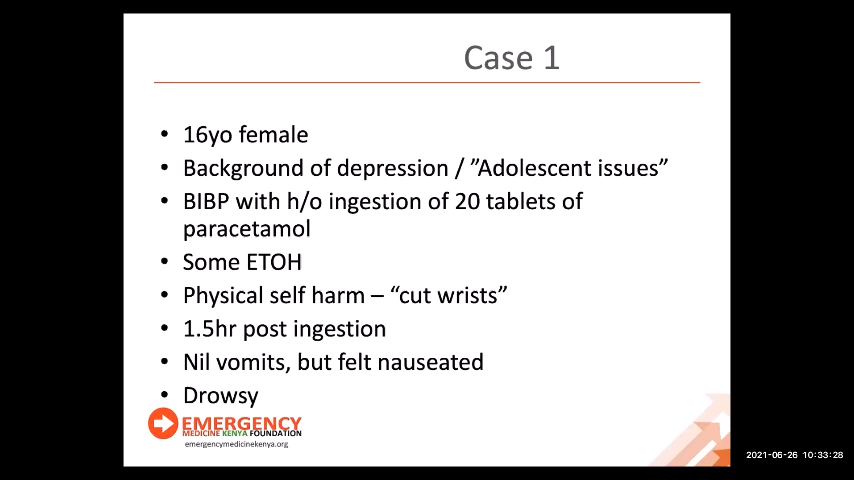 Case 1
• 16yo female
• Background of depression / ”Adolescent issues”
• BIBP with h/o ingestion of 20 tablets of
paracetamol
• Some ETOH
• Physical self harm – “cut wrists”
• 1.5hr post ingestion
• Nil vomits, but felt nauseated
• Drowsy
EMERGENCY
MEDICINE KENYA FOUNDATION
emergencymedicinekenya.org
2021-06-26 10:33:28